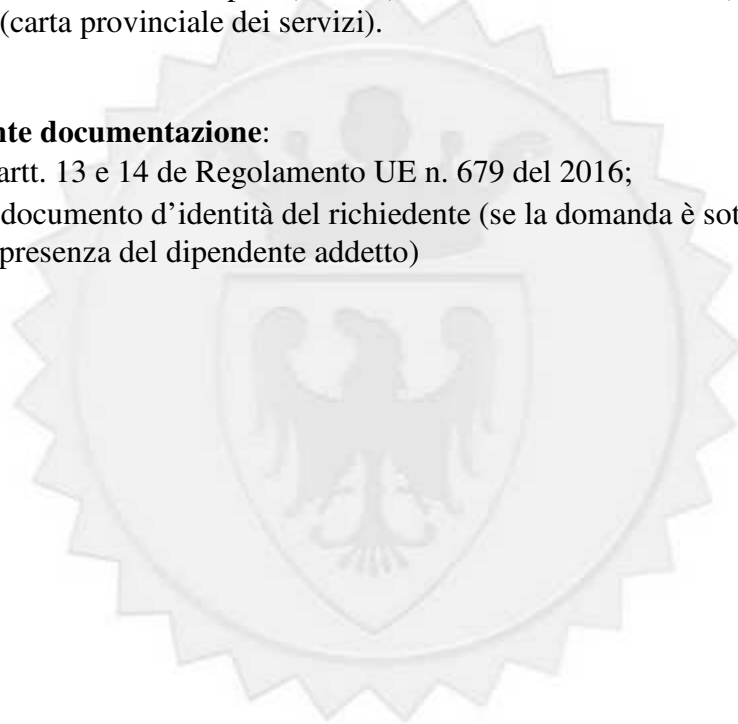 (carta provinciale dei servizi).
nte documentazione:
artt. 13 e 14 de Regolamento UE n. 679 del 2016;
documento d’identità del richiedente (se la domanda è sot
presenza del dipendente addetto)